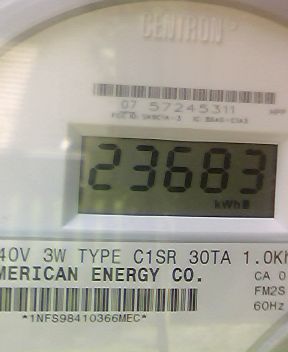 CENTRON
07 57245311
23683
kWh
40V 3W TYPE C1SR 30TA 1.0Kh
MERICAN ENERGY CO.
CA 0
FM2S
60Hz
*1NFS98410366MEC*